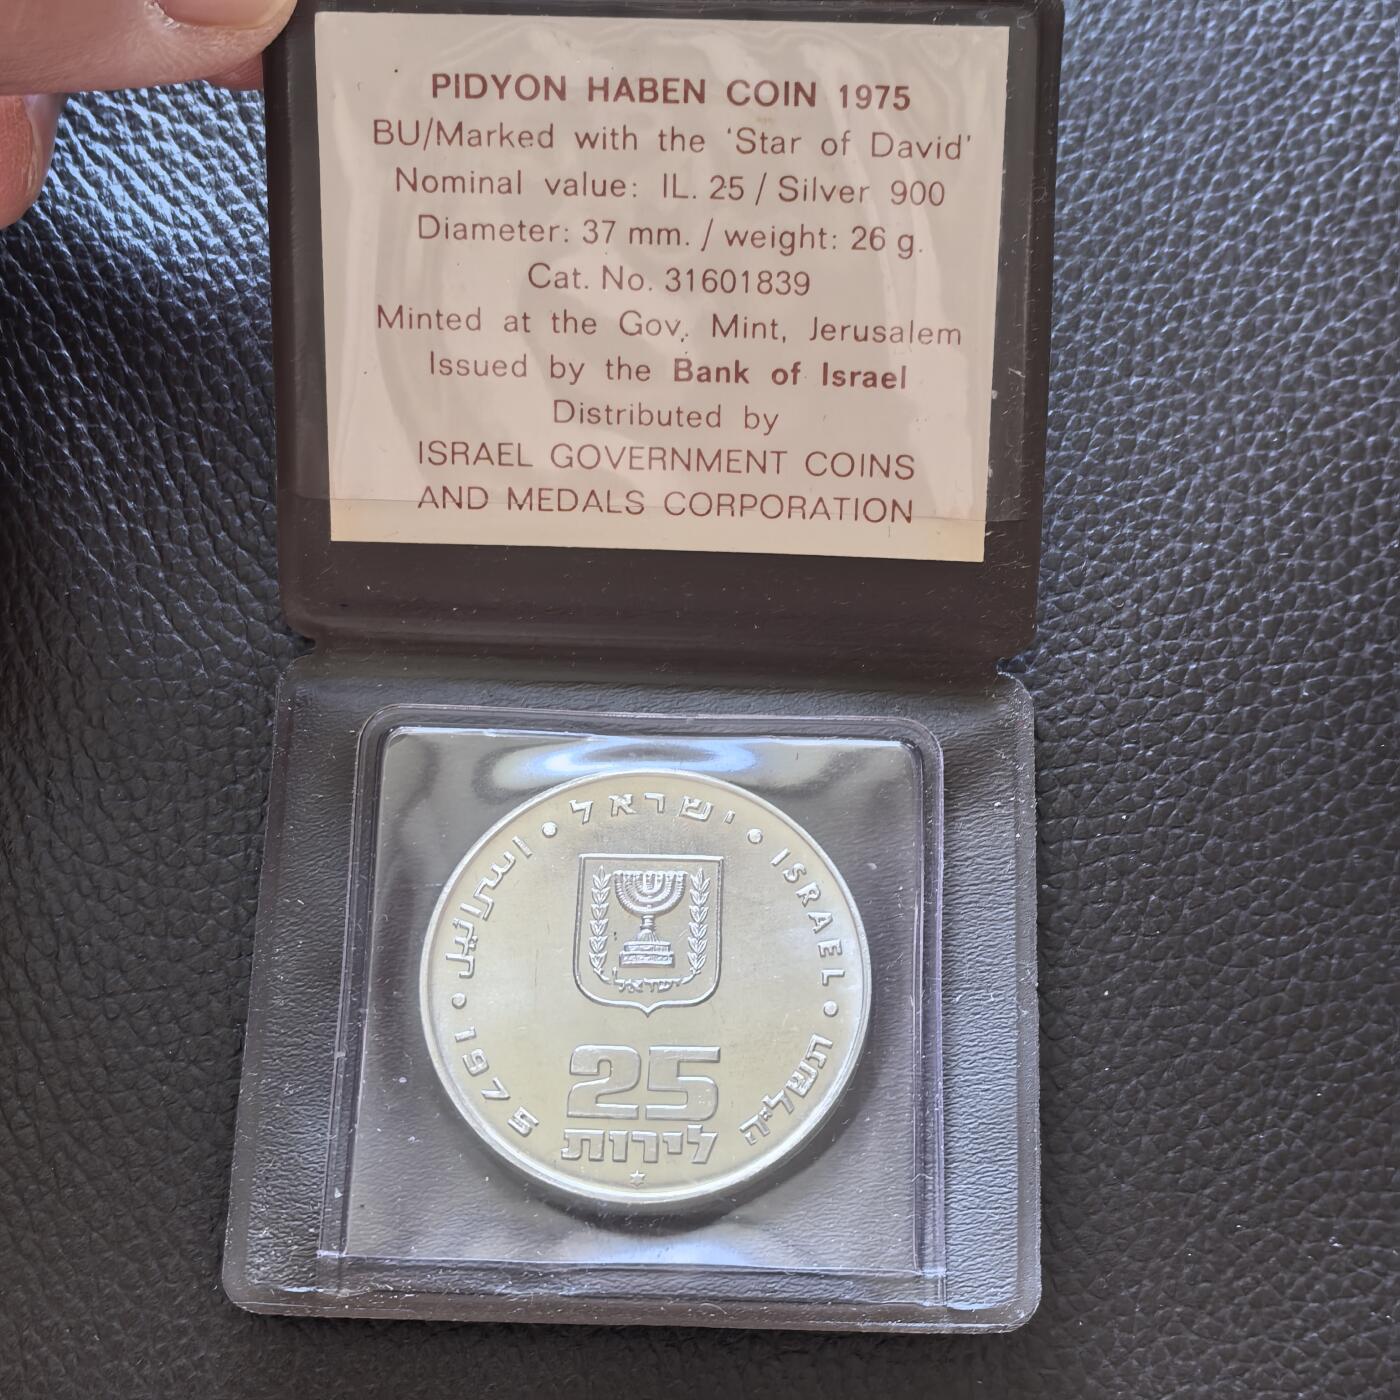 PIDYON HABEN COIN 1975
BU/Marked with the 'Star of David'
Nominal value: IL. 25 / Silver 900
Diameter: 37 mm. / weight: 26 g.
Cat. No. 31601839
Minted at the Gov. Mint, Jerusalem
Issued by the Bank of Israel
Distributed by
ISRAEL GOVERNMENT COINS
AND MEDALS CORPORATION
ישראל • ISRAEL • תשל"ה
1975 • إسرائيل •
ישראל
25
לירות